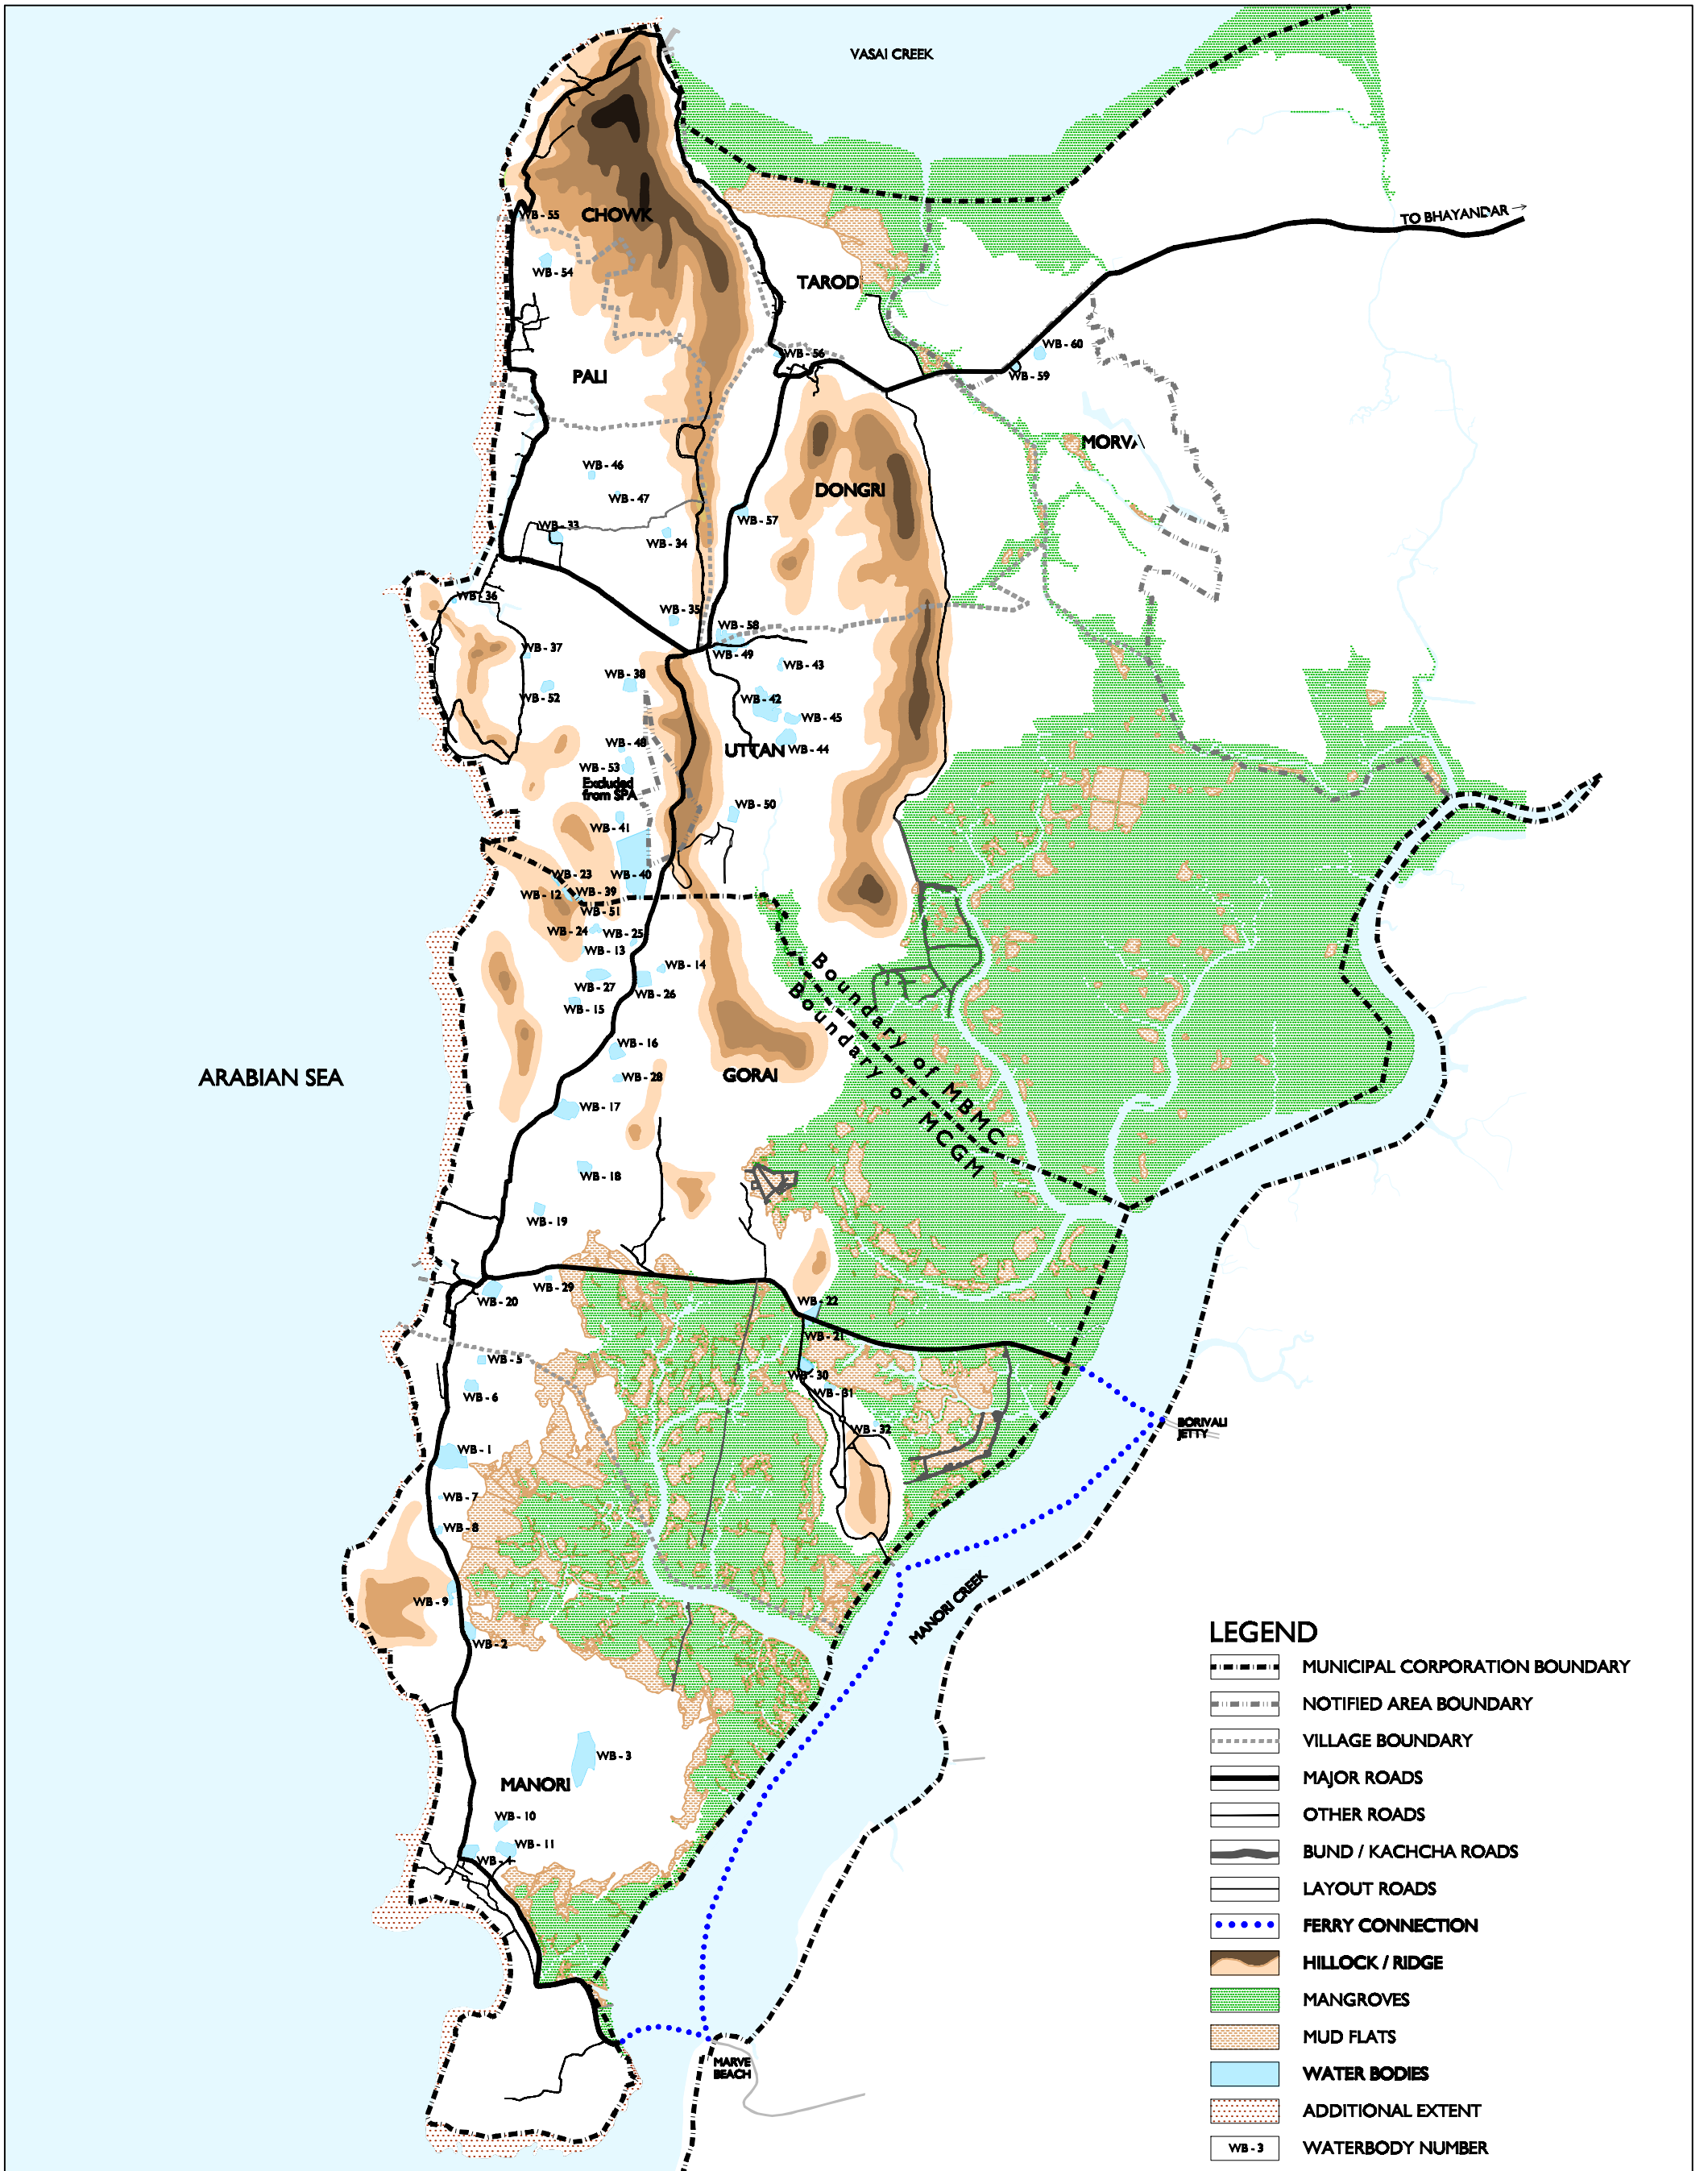 VASAI CREEK
TO BHAYANDAR →
WB - 55
CHOWK
WB - 54
TAROD
WB - 60
WB - 56
WB - 59
PALI
MORVA
WB - 46
DONGRI
WB - 47
WB - 57
WB - 33
WB - 34
WB - 36
WB - 35
WB - 58
WB - 37
WB - 49
WB - 43
WB - 38
WB - 52
WB - 42
WB - 45
WB - 48
UTTAN
WB - 44
WB - 53
Excluded
from SPA
WB - 50
WB - 41
WB - 23
WB - 40
WB - 12
WB - 39
WB - 51
WB - 24
WB - 25
WB - 13
WB - 14
WB - 27
WB - 26
WB - 15
Boundary of MBMC
Boundary of MCGM
WB - 16
ARABIAN SEA
GORAI
WB - 28
WB - 17
WB - 18
WB - 19
WB - 29
WB - 20
WB - 22
WB - 21
WB - 5
WB - 30
WB - 31
WB - 6
BORIVALI
JETTY
WB - 32
WB - 1
WB - 7
WB - 8
WB - 9
MANORI CREEK
WB - 2
WB - 3
MANORI
WB - 10
WB - 11
WB - 4
MARVE
BEACH
LEGEND
MUNICIPAL CORPORATION BOUNDARY
NOTIFIED AREA BOUNDARY
VILLAGE BOUNDARY
MAJOR ROADS
OTHER ROADS
BUND / KACHCHA ROADS
LAYOUT ROADS
FERRY CONNECTION
HILLOCK / RIDGE
MANGROVES
MUD FLATS
WATER BODIES
ADDITIONAL EXTENT
WB - 3 WATERBODY NUMBER